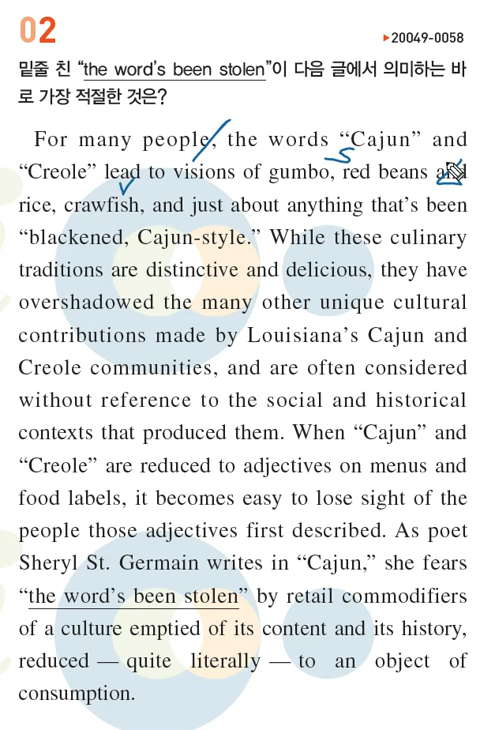 02
▸20049-0058
밑줄 친 “the word’s been stolen”이 다음 글에서 의미하는 바
로 가장 적절한 것은?
For many people, the words “Cajun” and
“Creole” lead to visions of gumbo, red beans and
rice, crawfish, and just about anything that’s been
“blackened, Cajun-style.” While these culinary
traditions are distinctive and delicious, they have
overshadowed the many other unique cultural
contributions made by Louisiana’s Cajun and
Creole communities, and are often considered
without reference to the social and historical
contexts that produced them. When “Cajun” and
“Creole” are reduced to adjectives on menus and
food labels, it becomes easy to lose sight of the
people those adjectives first described. As poet
Sheryl St. Germain writes in “Cajun,” she fears
“the word’s been stolen” by retail commodifiers
of a culture emptied of its content and its history,
reduced — quite literally — to an object of
consumption.